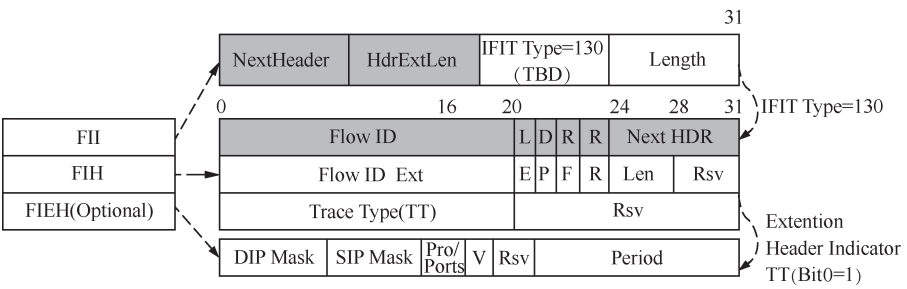 31
NextHeader HdrExtLen IFIT Type=130 (TBD) Length
IFIT Type=130
0 16 20 24 28 31
FII
FIH
FIEH(Optional)
Flow ID L D R R Next HDR
Flow ID Ext E P F R Len Rsv
Trace Type(TT) Rsv
Extention
Header Indicator
TT(Bit0=1)
DIP Mask SIP Mask Pro/Ports V Rsv Period